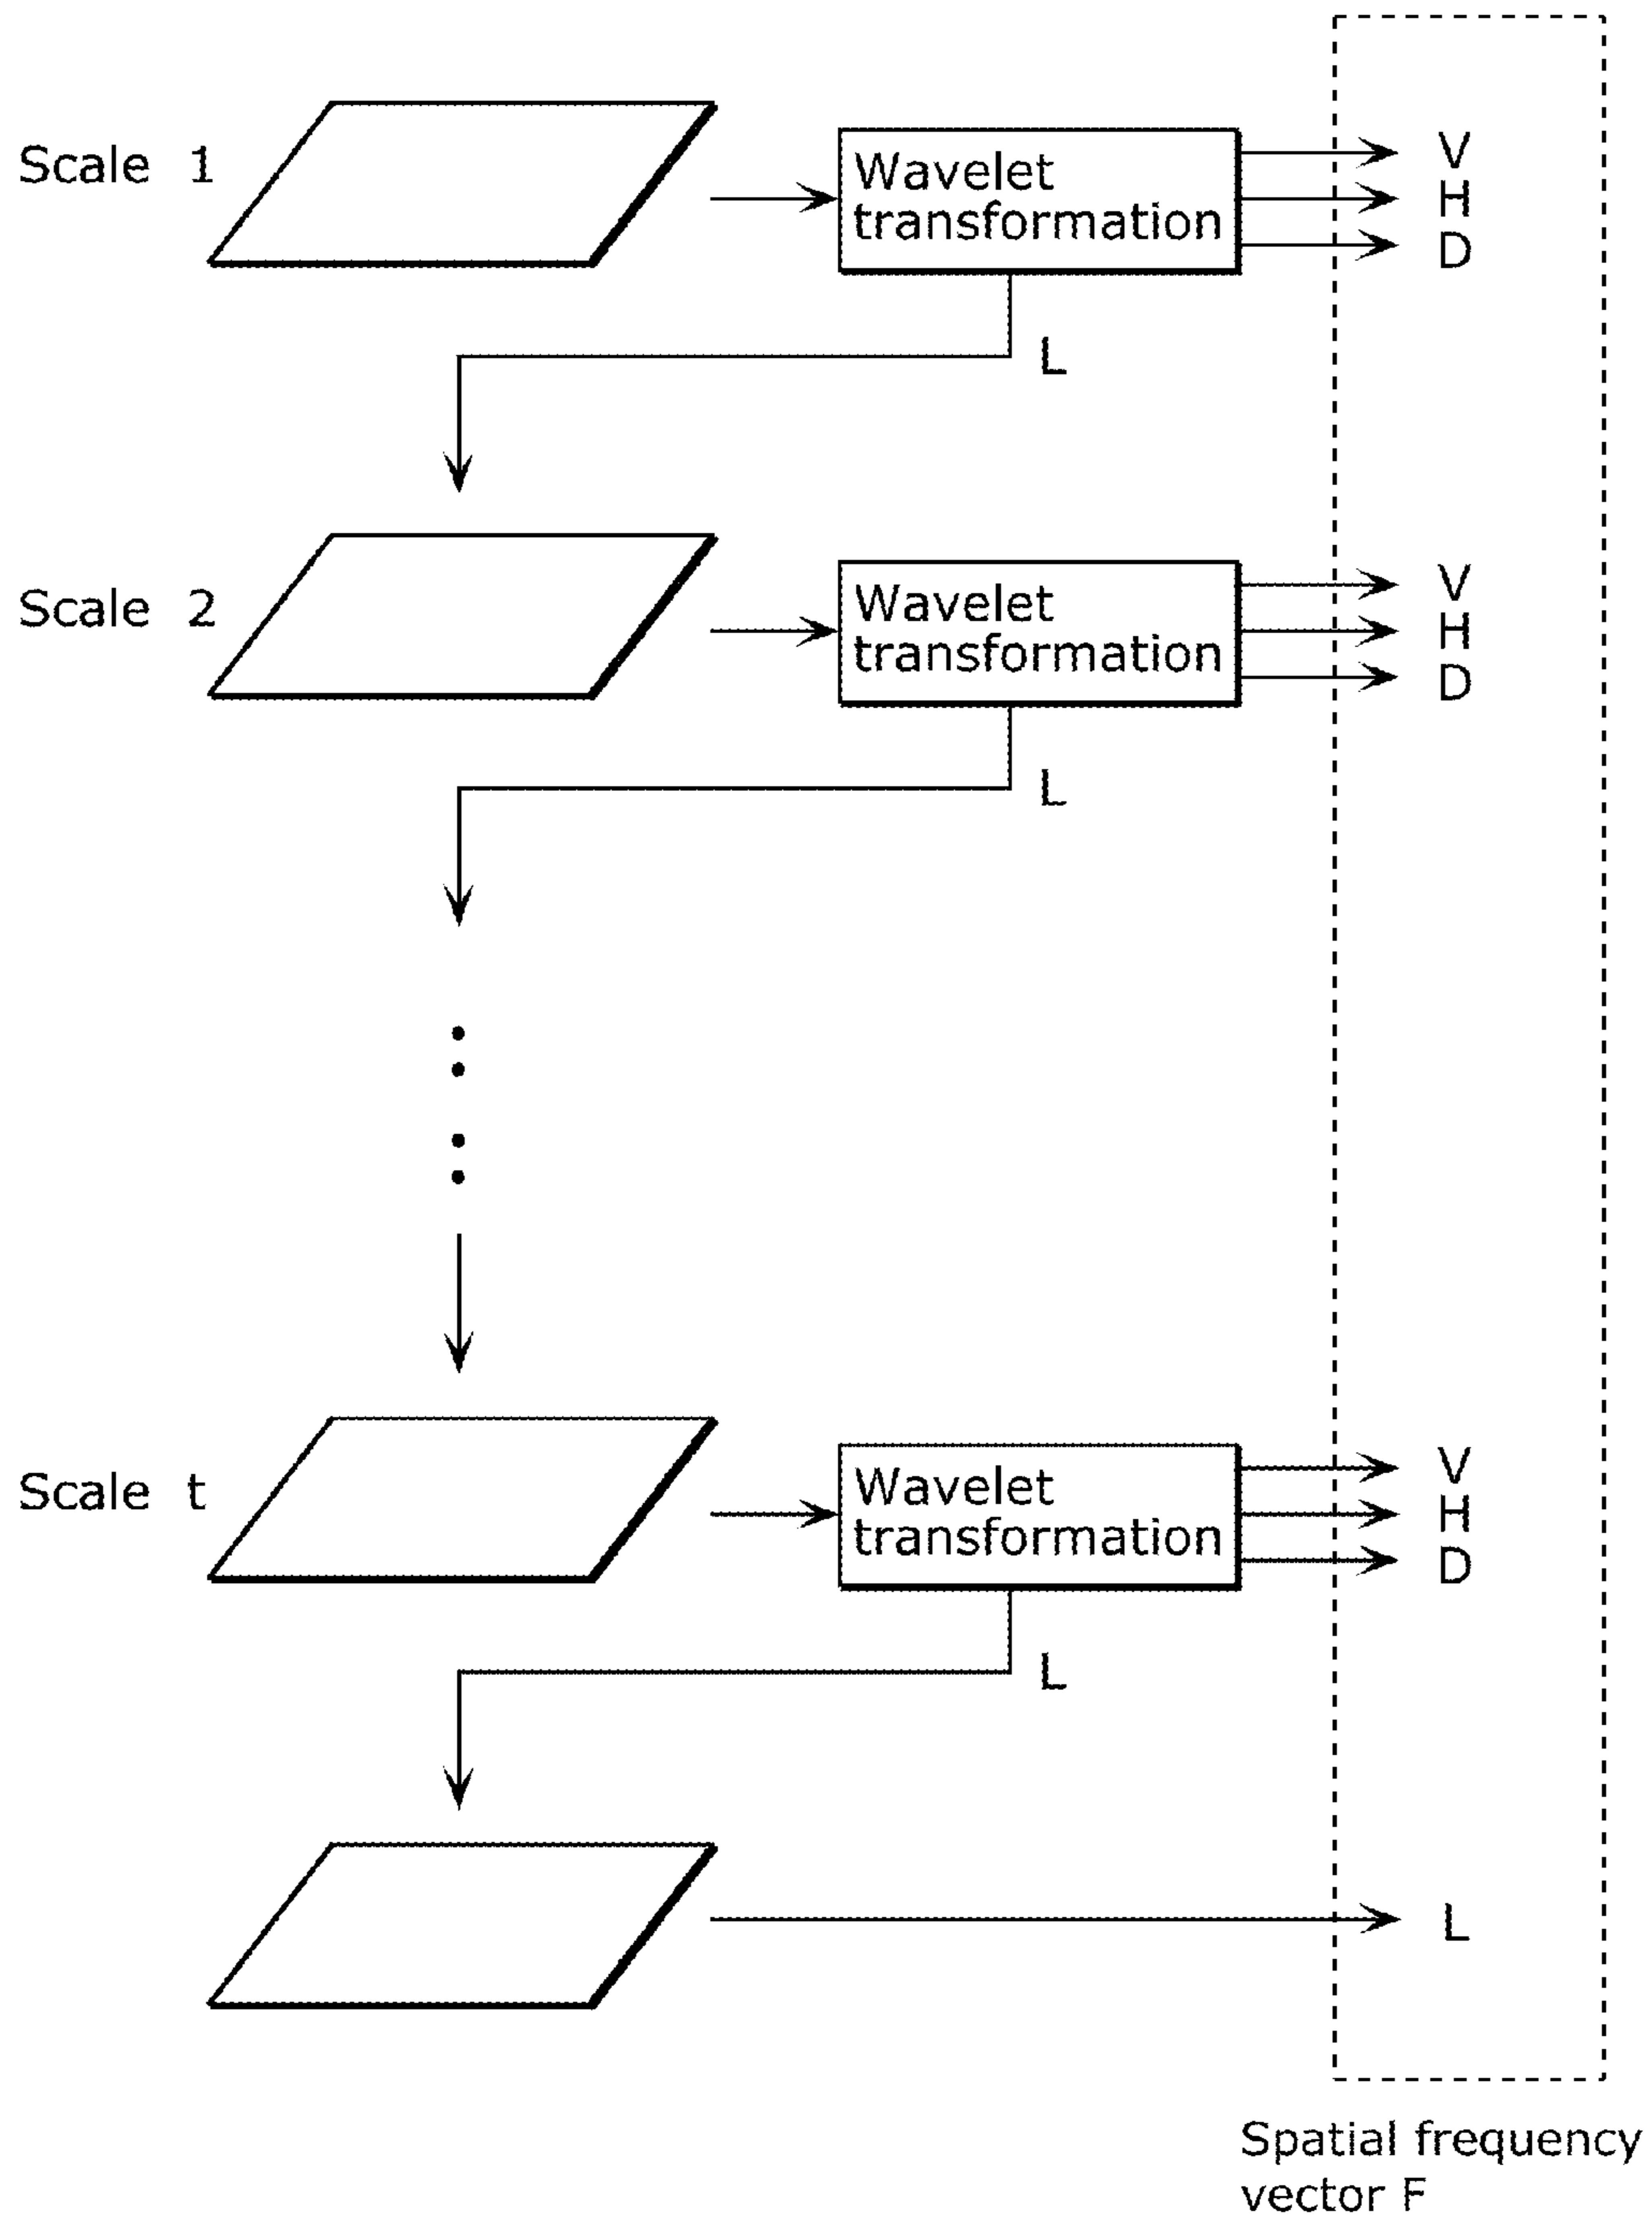 Scale 1
Wavelet
transformation
V
H
D
L
Scale 2
Wavelet
transformation
V
H
D
L
Scale t
Wavelet
transformation
V
H
D
L
L
Spatial frequency
vector F